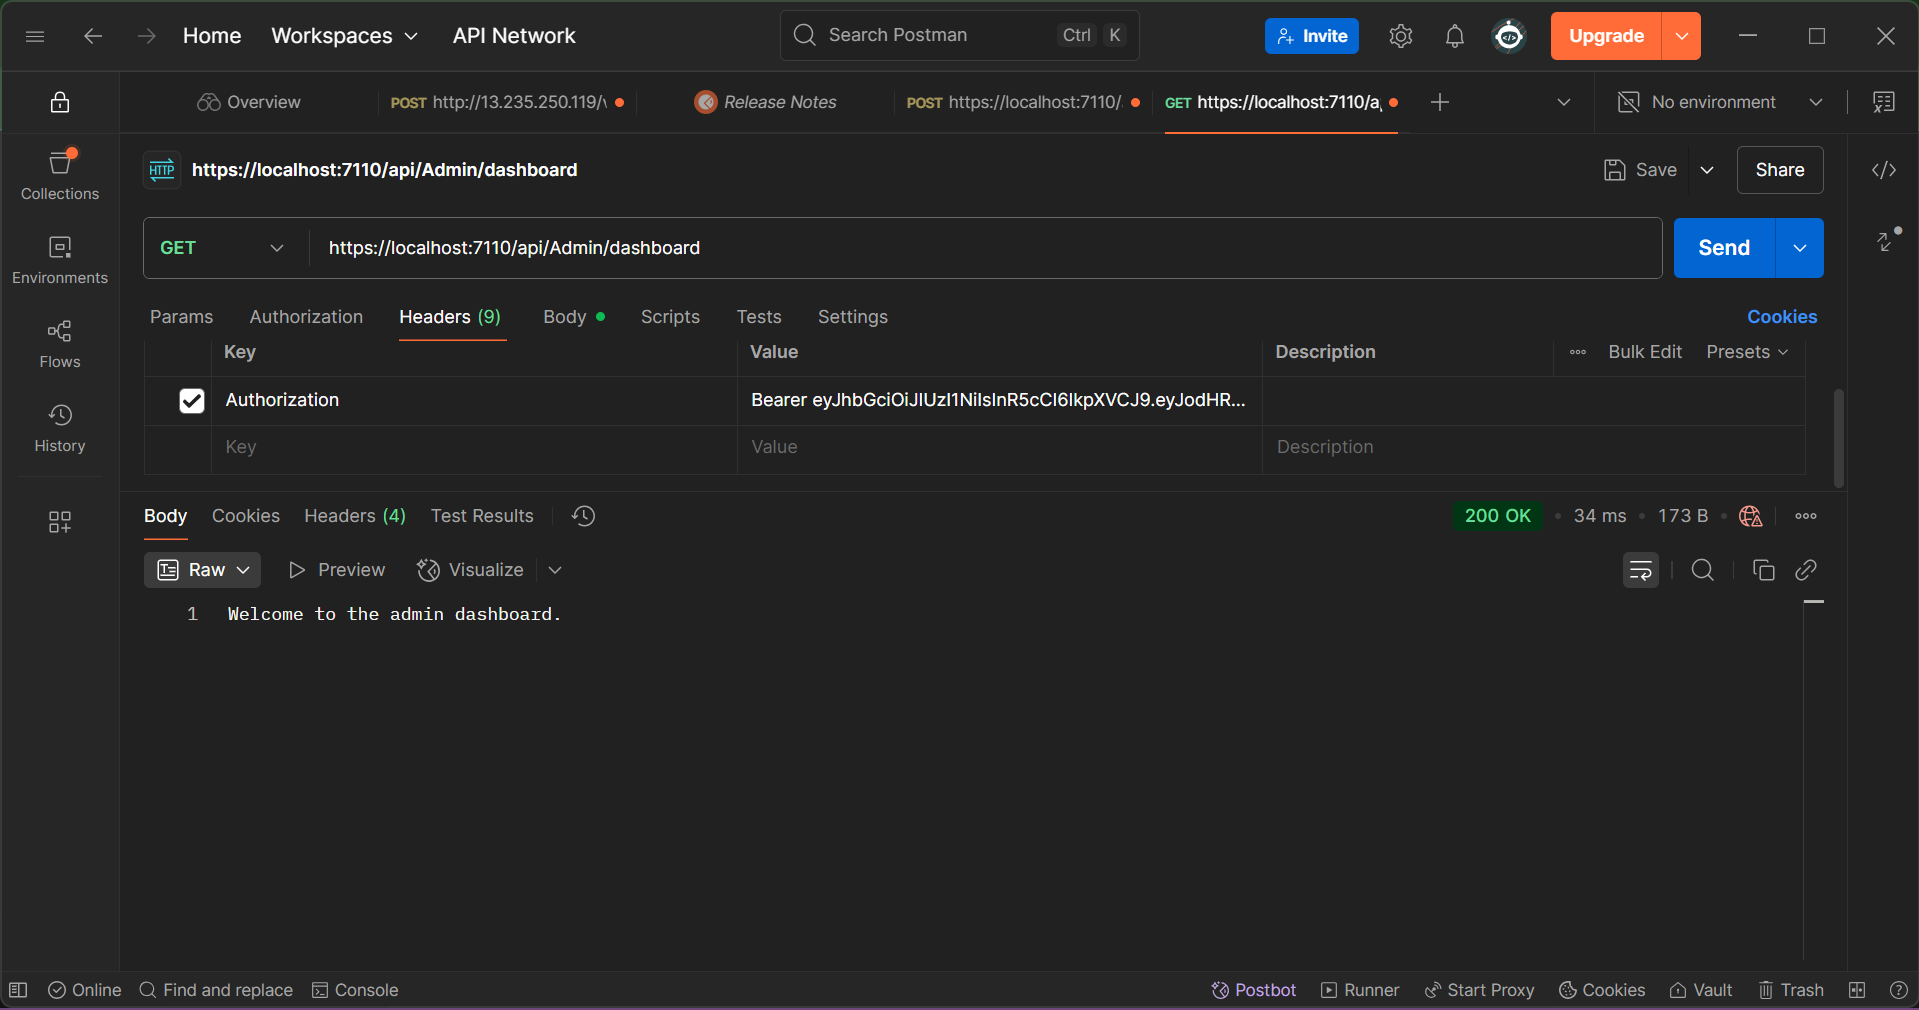 Home Workspaces API Network Search Postman Ctrl K Invite Upgrade
Overview POST http://13.235.250.119/v Release Notes POST https://localhost:7110/ GET https://localhost:7110/a No environment
HTTP https://localhost:7110/api/Admin/dashboard Save Share
Collections
Environments
Flows
History
GET https://localhost:7110/api/Admin/dashboard Send
Params Authorization Headers (9) Body Scripts Tests Settings Cookies
Key Value Description Bulk Edit Presets
Authorization Bearer eyJhbGciOiJIUzI1NiIsInR5cCI6IkpXVCJ9.eyJodHR...
Key Value Description
Body Cookies Headers (4) Test Results 200 OK 34 ms 173 B
Raw Preview Visualize
1 Welcome to the admin dashboard.
Online Find and replace Console Postbot Runner Start Proxy Cookies Vault Trash